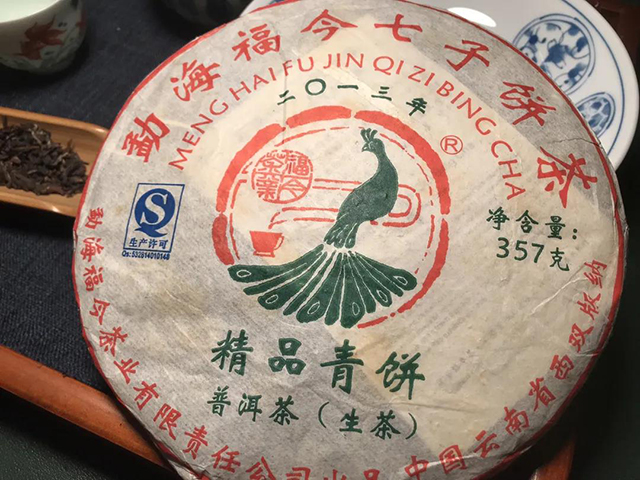 勐海福今七子饼茶
MENG HAI FU JIN QI ZI BING CHA
二〇一三年
®
福今茶業
净含量:
357克
生产许可
Qs: 532814010148
精品青饼
普洱茶(生茶)
勐海福今茶业有限责任公司出品 中国云南省西双版纳